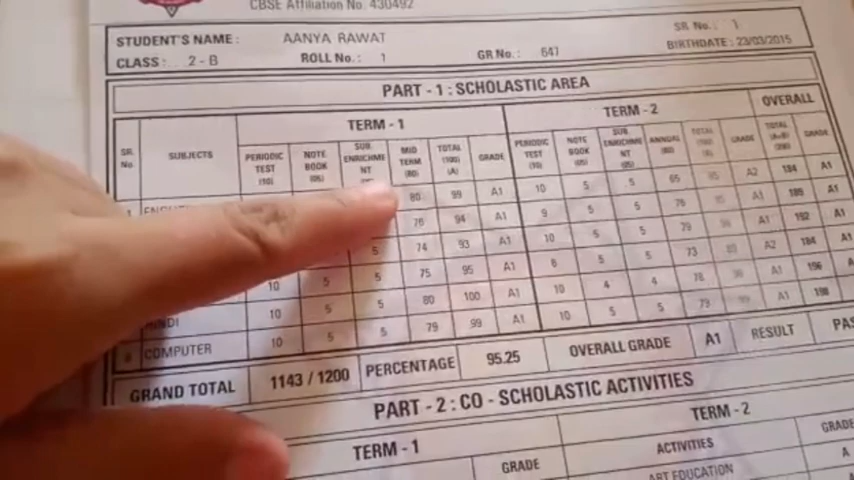 CBSE Affiliation No. 430492
STUDENT'S NAME : AANYA RAWAT SR No. : 1
CLASS : 2 - B ROLL No. : 1 GR No. : 647 BIRTHDATE : 23/03/2015
PART - 1 : SCHOLASTIC AREA
TERM - 1 TERM - 2 OVERALL
SR. No. SUBJECTS PERIODIC TEST (10) NOTE BOOK (05) SUB. ENRICHME NT (05) MID TERM (80) TOTAL (100) (A) GRADE PERIODIC TEST (10) NOTE BOOK (05) SUB. ENRICHME NT (05) ANNUAL (80) TOTAL GRADE TOTAL GRADE
1 80 99 A1 10 5 5 65 85 A2 184 A1
76 94 A1 9 5 5 76 A1 189 A1
5 74 93 A1 10 5 5 79 A1 192 A1
5 75 95 A1 5 5 73 A2 184 A1
10 5 5 80 100 A1 10 4 4 78 A1 196
HINDI 10 5 5 79 99 A1 10 5 5 A1 198
COMPUTER 10 5 5
GRAND TOTAL 1143 / 1200 PERCENTAGE 95.25 OVERALL GRADE A1 RESULT
PART - 2 : CO - SCHOLASTIC ACTIVITIES
TERM - 1 TERM - 2
GRADE ACTIVITIES
ART EDUCATION A